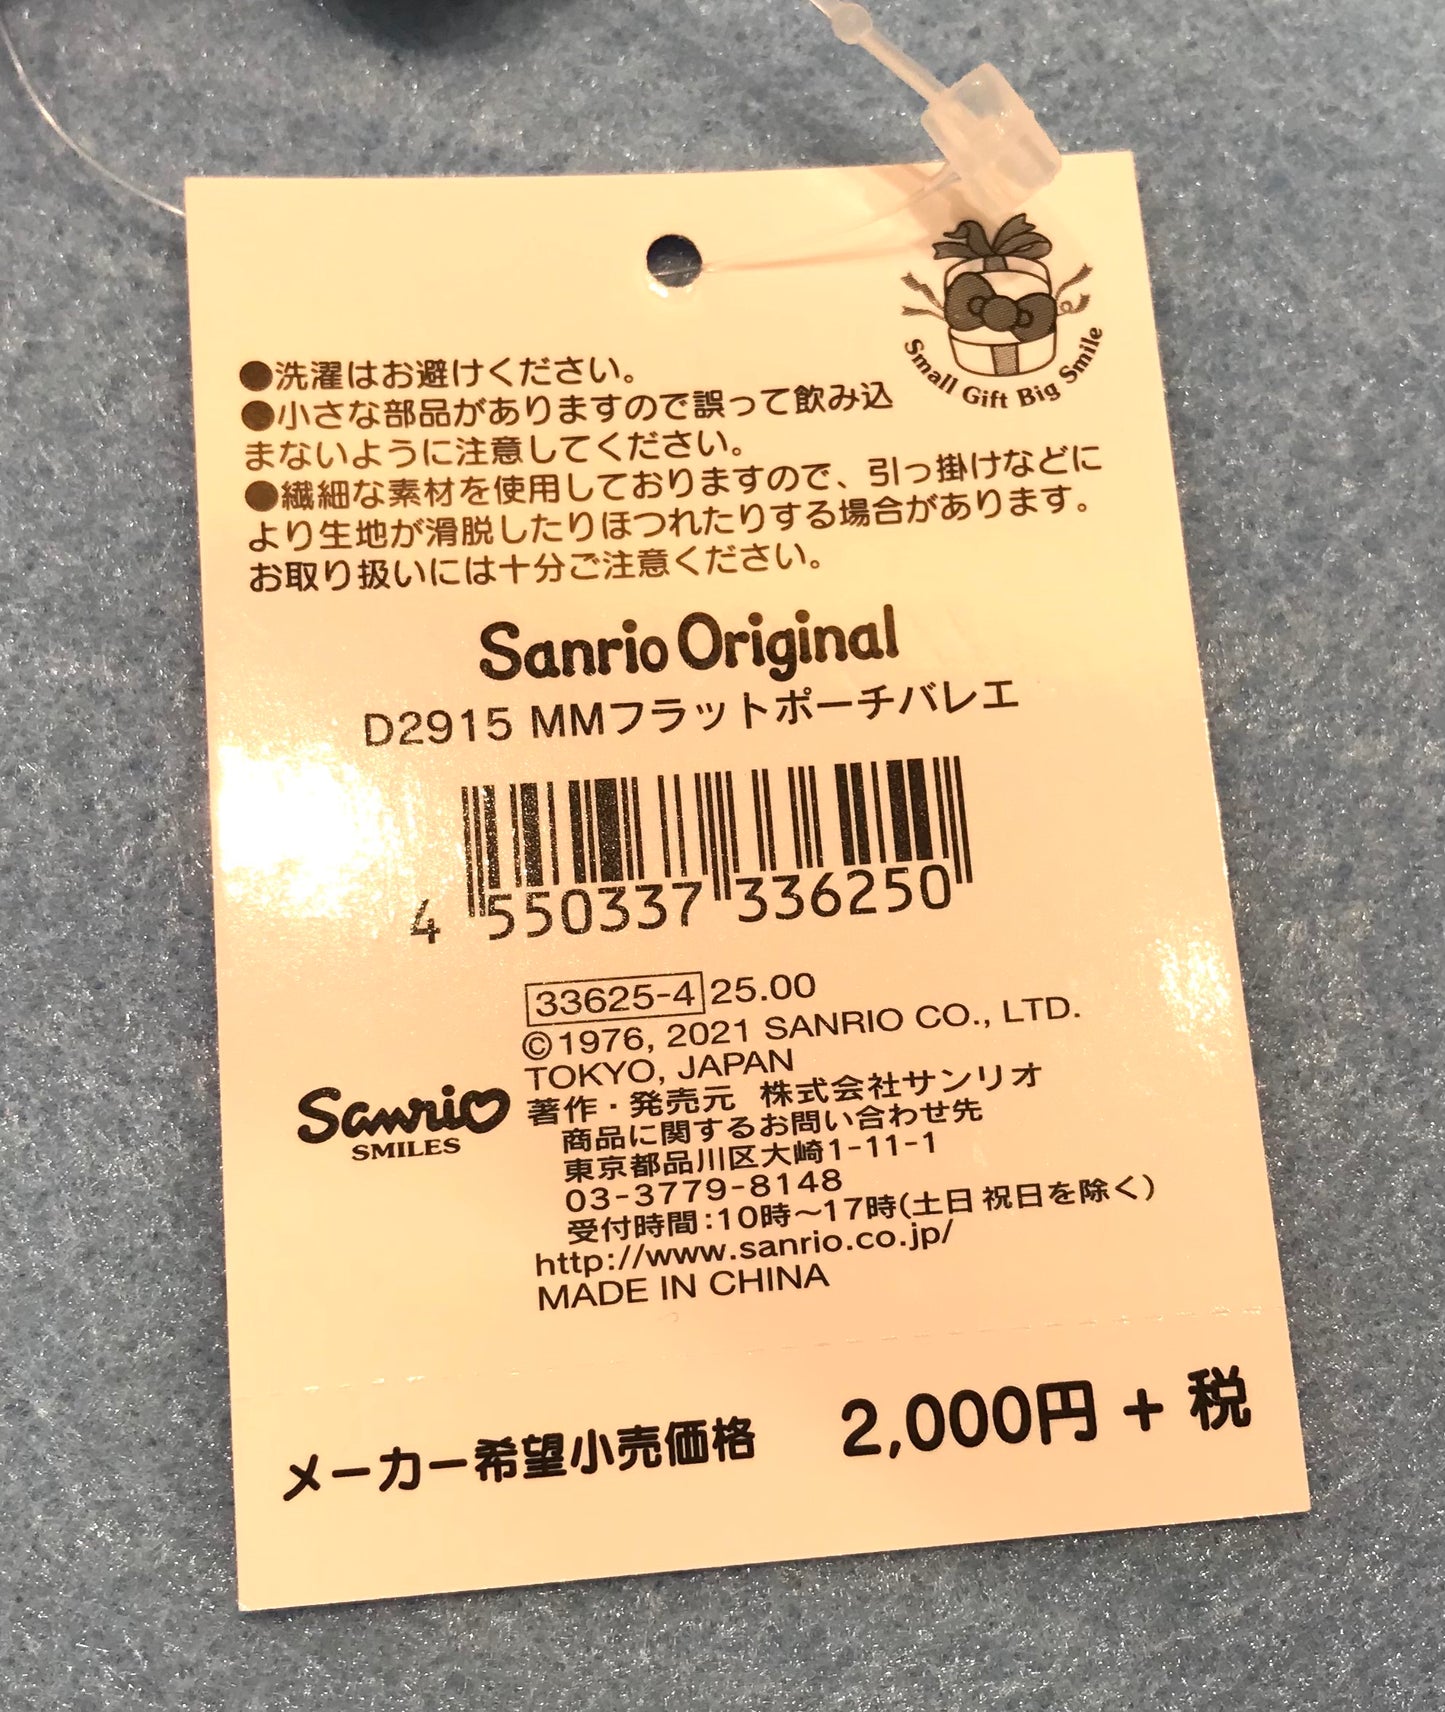 Small Gift Big Smile
●洗濯はお避けください。
●小さな部品がありますので誤って飲み込
まないように注意してください。
●繊細な素材を使用しておりますので、引っ掛けなどに
より生地が滑脱したりほつれたりする場合があります。
お取り扱いには十分ご注意ください。
Sanrio Original
D2915 MMフラットポーチバレエ
4 550337 336250
33625-4 25.00
©1976, 2021 SANRIO CO., LTD.
TOKYO, JAPAN
Sanrio
SMILES
著作・発売元 株式会社サンリオ
商品に関するお問い合わせ先
東京都品川区大崎1-11-1
03-3779-8148
受付時間:10時〜17時(土日 祝日を除く)
http://www.sanrio.co.jp/
MADE IN CHINA
メーカー希望小売価格 2,000円 + 税